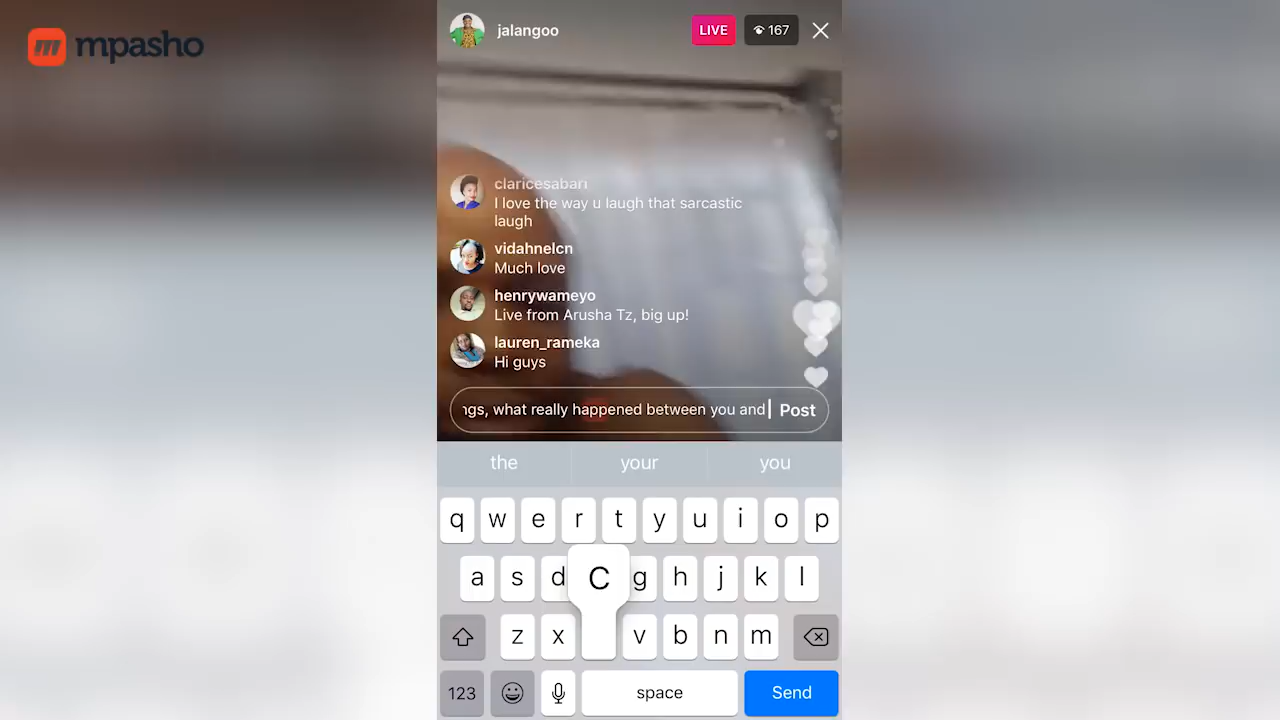 m mpasho
jalangoo
LIVE
167
claricesabari
I love the way u laugh that sarcastic
laugh
vidahnelcn
Much love
henrywameyo
Live from Arusha Tz, big up!
lauren_rameka
Hi guys
ngs, what really happened between you and
Post
the your you
q w e r t y u i o p
a s d C g h j k l
z x v b n m
123 space Send